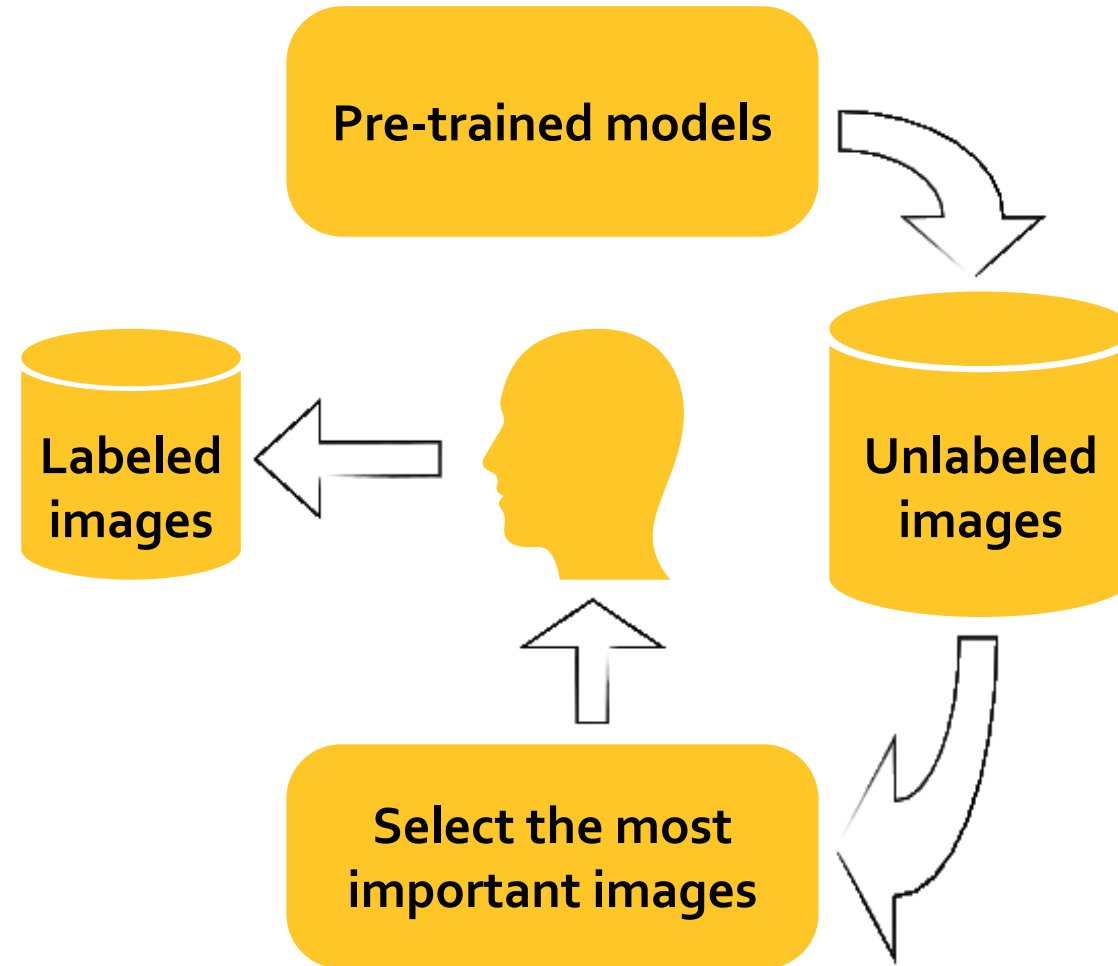 Pre-trained models
Labeled
images
Unlabeled
images
Select the most
important images